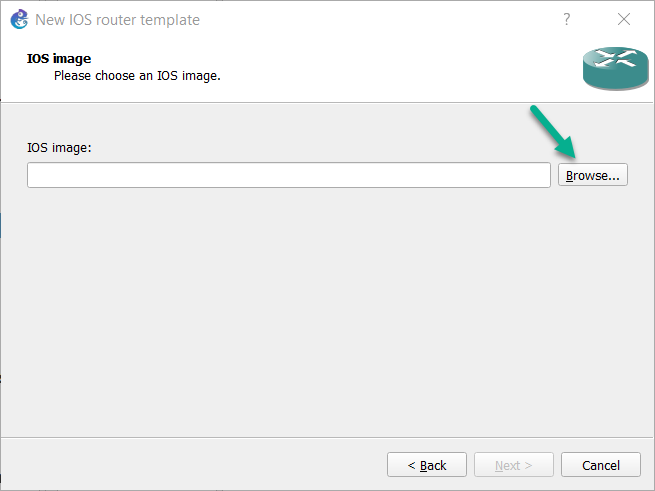 New IOS router template
?
IOS image
Please choose an IOS image.
IOS image:
Browse...
< Back
Next >
Cancel